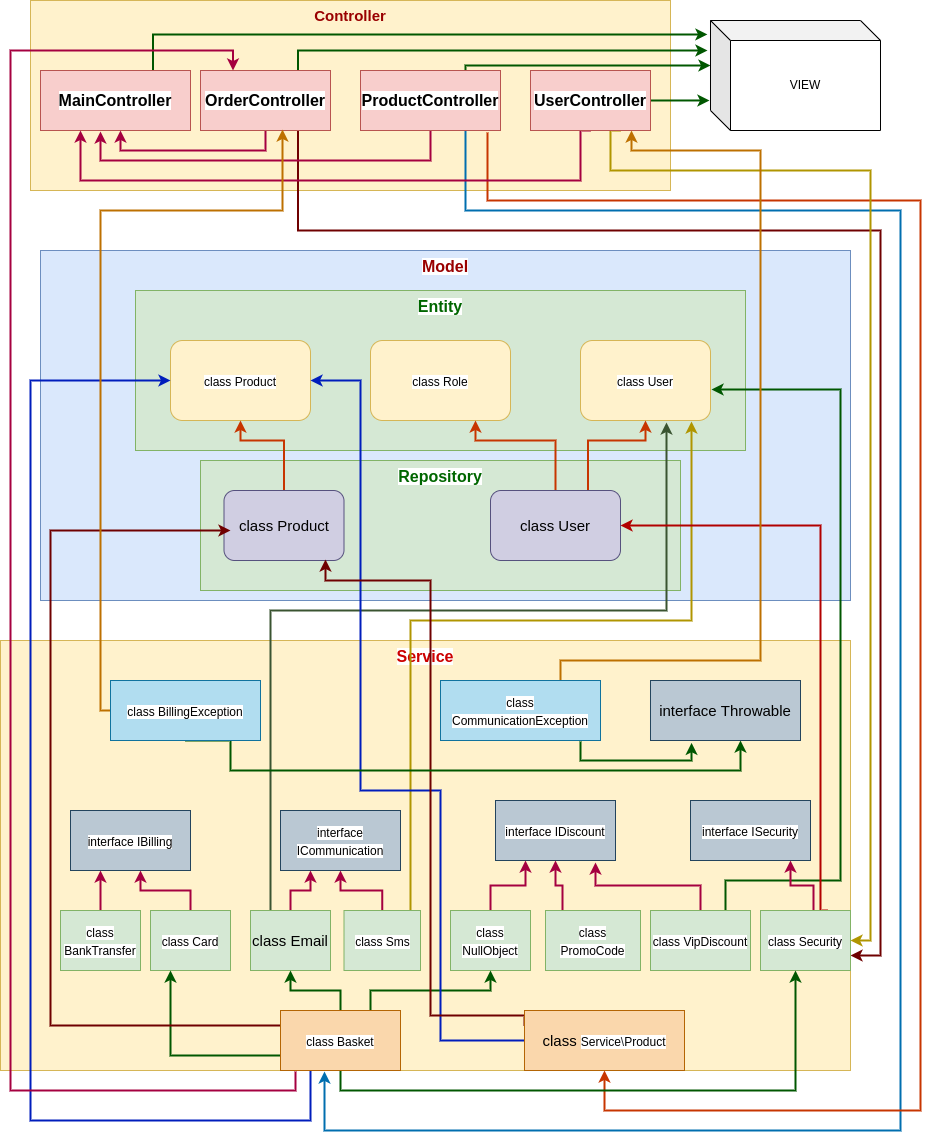 Controller
MainController
OrderController
ProductController
UserController
VIEW
Model
Entity
class Product
class Role
class User
Repository
class Product
class User
Service
class BillingException
class
CommunicationException
interface Throwable
interface IBilling
interface
ICommunication
interface IDiscount
interface ISecurity
class
BankTransfer
class Card
class Email
class Sms
class
NullObject
class
PromoCode
class VipDiscount
class Security
class Basket
class Service\Product